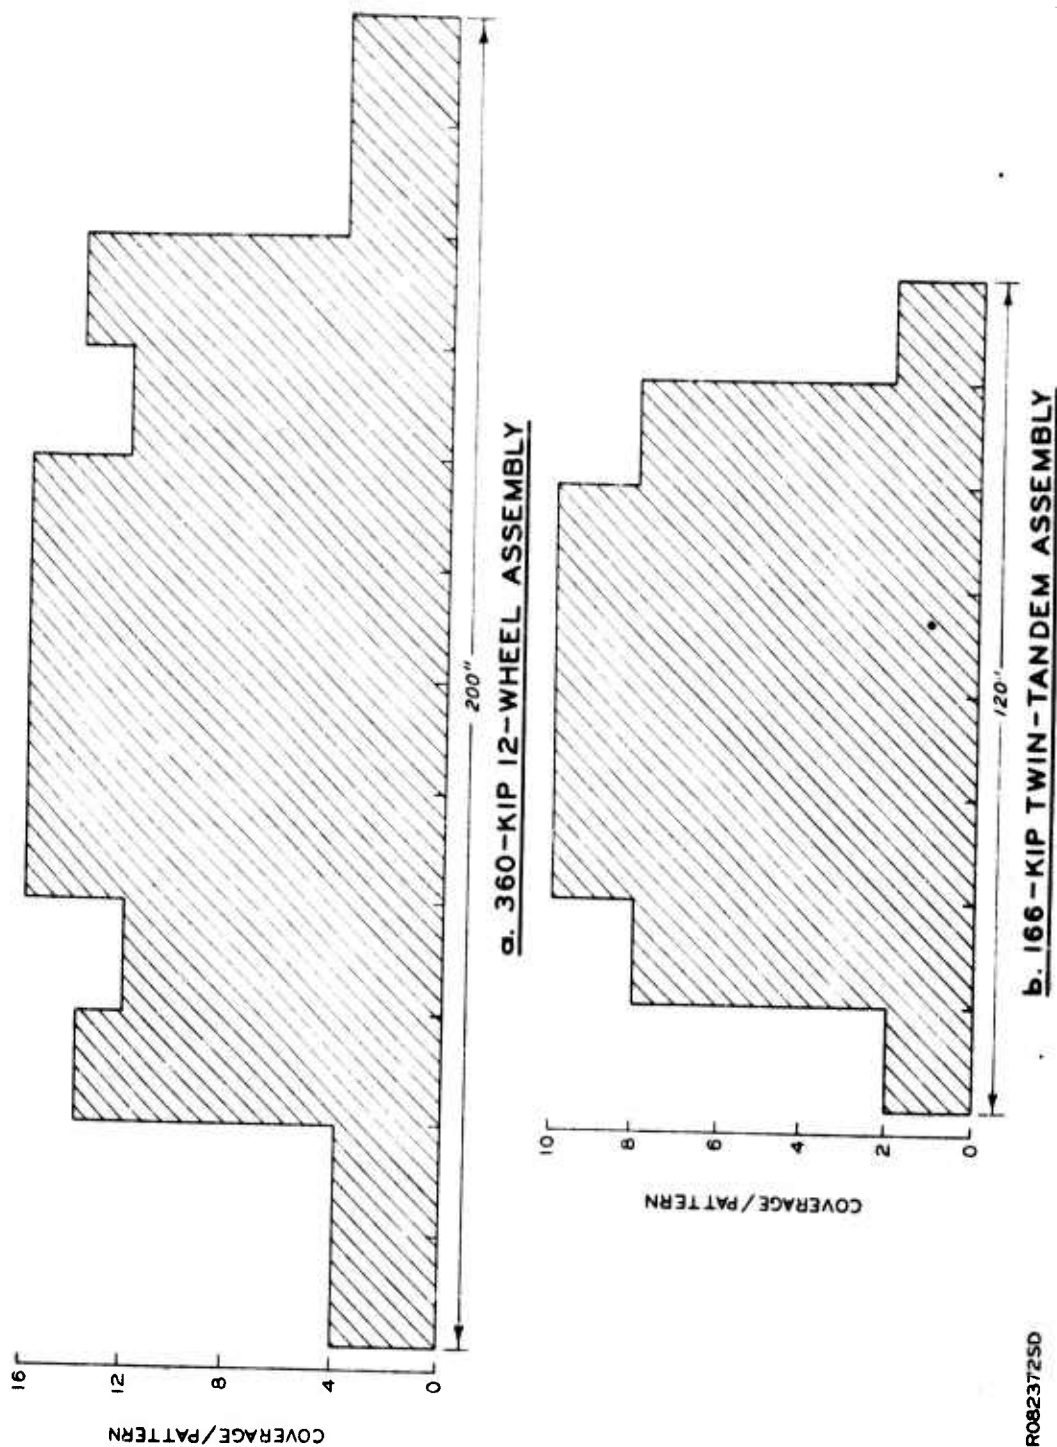 COVERAGE/PATTERN
16
12
8
4
0
200"
a. 360-KIP 12-WHEEL ASSEMBLY
COVERAGE/PATTERN
10
8
6
4
2
0
120"
b. 166-KIP TWIN-TANDEM ASSEMBLY
R082372SD